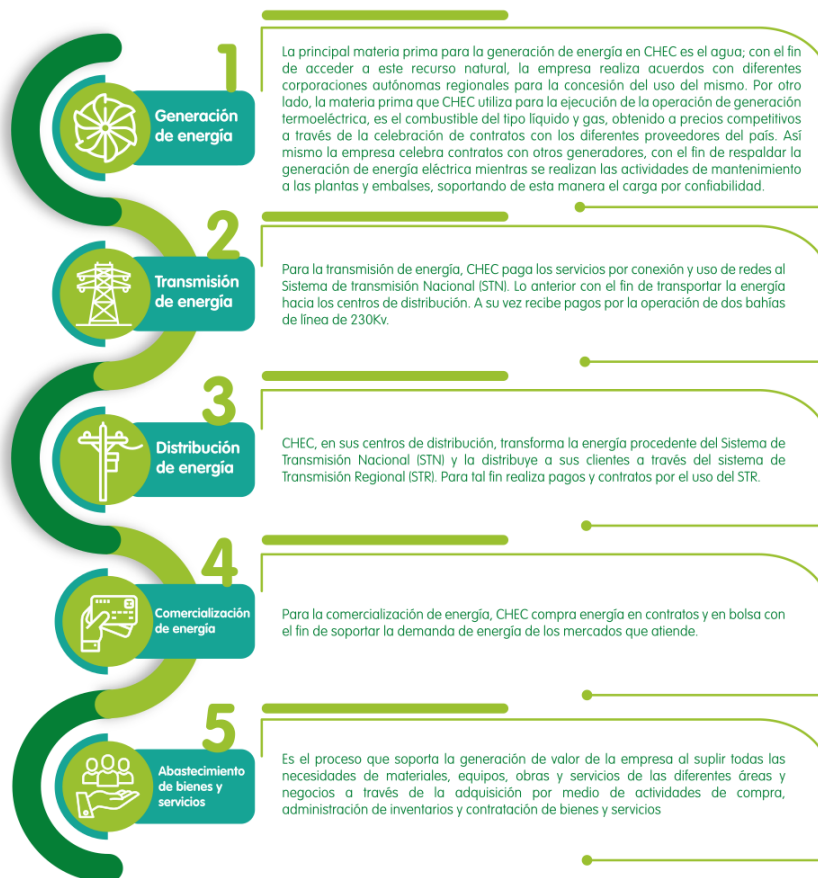 1
Generación
de energía
La principal materia prima para la generación de energía en CHEC es el agua; con el fin
de acceder a este recurso natural, la empresa realiza acuerdos con diferentes
corporaciones autónomas regionales para la concesión del uso del mismo. Por otro
lado, la materia prima que CHEC utiliza para la ejecución de la operación de generación
termoeléctrica, es el combustible del tipo líquido y gas, obtenido a precios competitivos
a través de la celebración de contratos con los diferentes proveedores del país. Así
mismo la empresa celebra contratos con otros generadores, con el fin de respaldar la
generación de energía eléctrica mientras se realizan las actividades de mantenimiento
a las plantas y embalses, soportando de esta manera el carga por confiabilidad.
2
Transmisión
de energía
Para la transmisión de energía, CHEC paga los servicios por conexión y uso de redes al
Sistema de transmisión Nacional (STN). Lo anterior con el fin de transportar la energía
hacia los centros de distribución. A su vez recibe pagos por la operación de dos bahías
de línea de 230Kv.
3
Distribución
de energía
CHEC, en sus centros de distribución, transforma la energía procedente del Sistema de
Transmisión Nacional (STN) y la distribuye a sus clientes a través del sistema de
Transmisión Regional (STR). Para tal fin realiza pagos y contratos por el uso del STR.
4
Comercialización
de energía
Para la comercialización de energía, CHEC compra energía en contratos y en bolsa con
el fin de soportar la demanda de energía de los mercados que atiende.
5
Abastecimiento
de bienes y
servicios
Es el proceso que soporta la generación de valor de la empresa al suplir todas las
necesidades de materiales, equipos, obras y servicios de las diferentes áreas y
negocios a través de la adquisición por medio de actividades de compra,
administración de inventarios y contratación de bienes y servicios